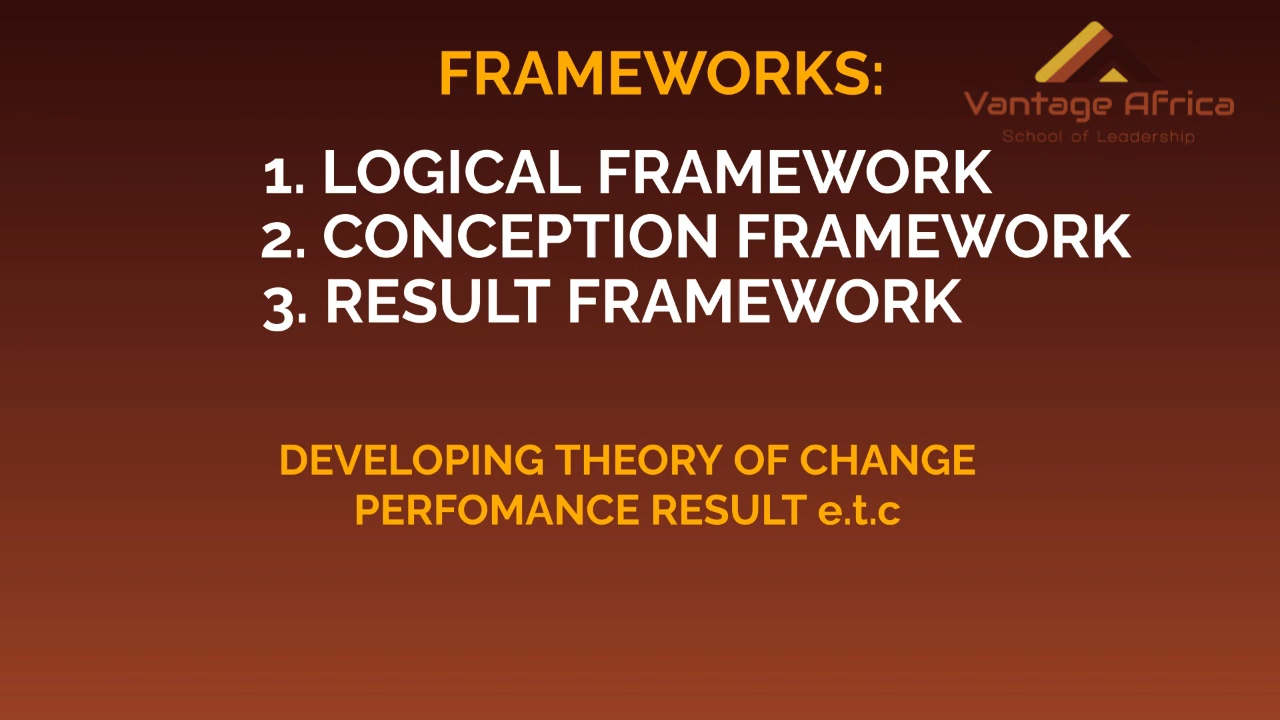 FRAMEWORKS:
Vantage Africa
School of Leadership
1. LOGICAL FRAMEWORK
2. CONCEPTION FRAMEWORK
3. RESULT FRAMEWORK
DEVELOPING THEORY OF CHANGE
PERFOMANCE RESULT e.t.c